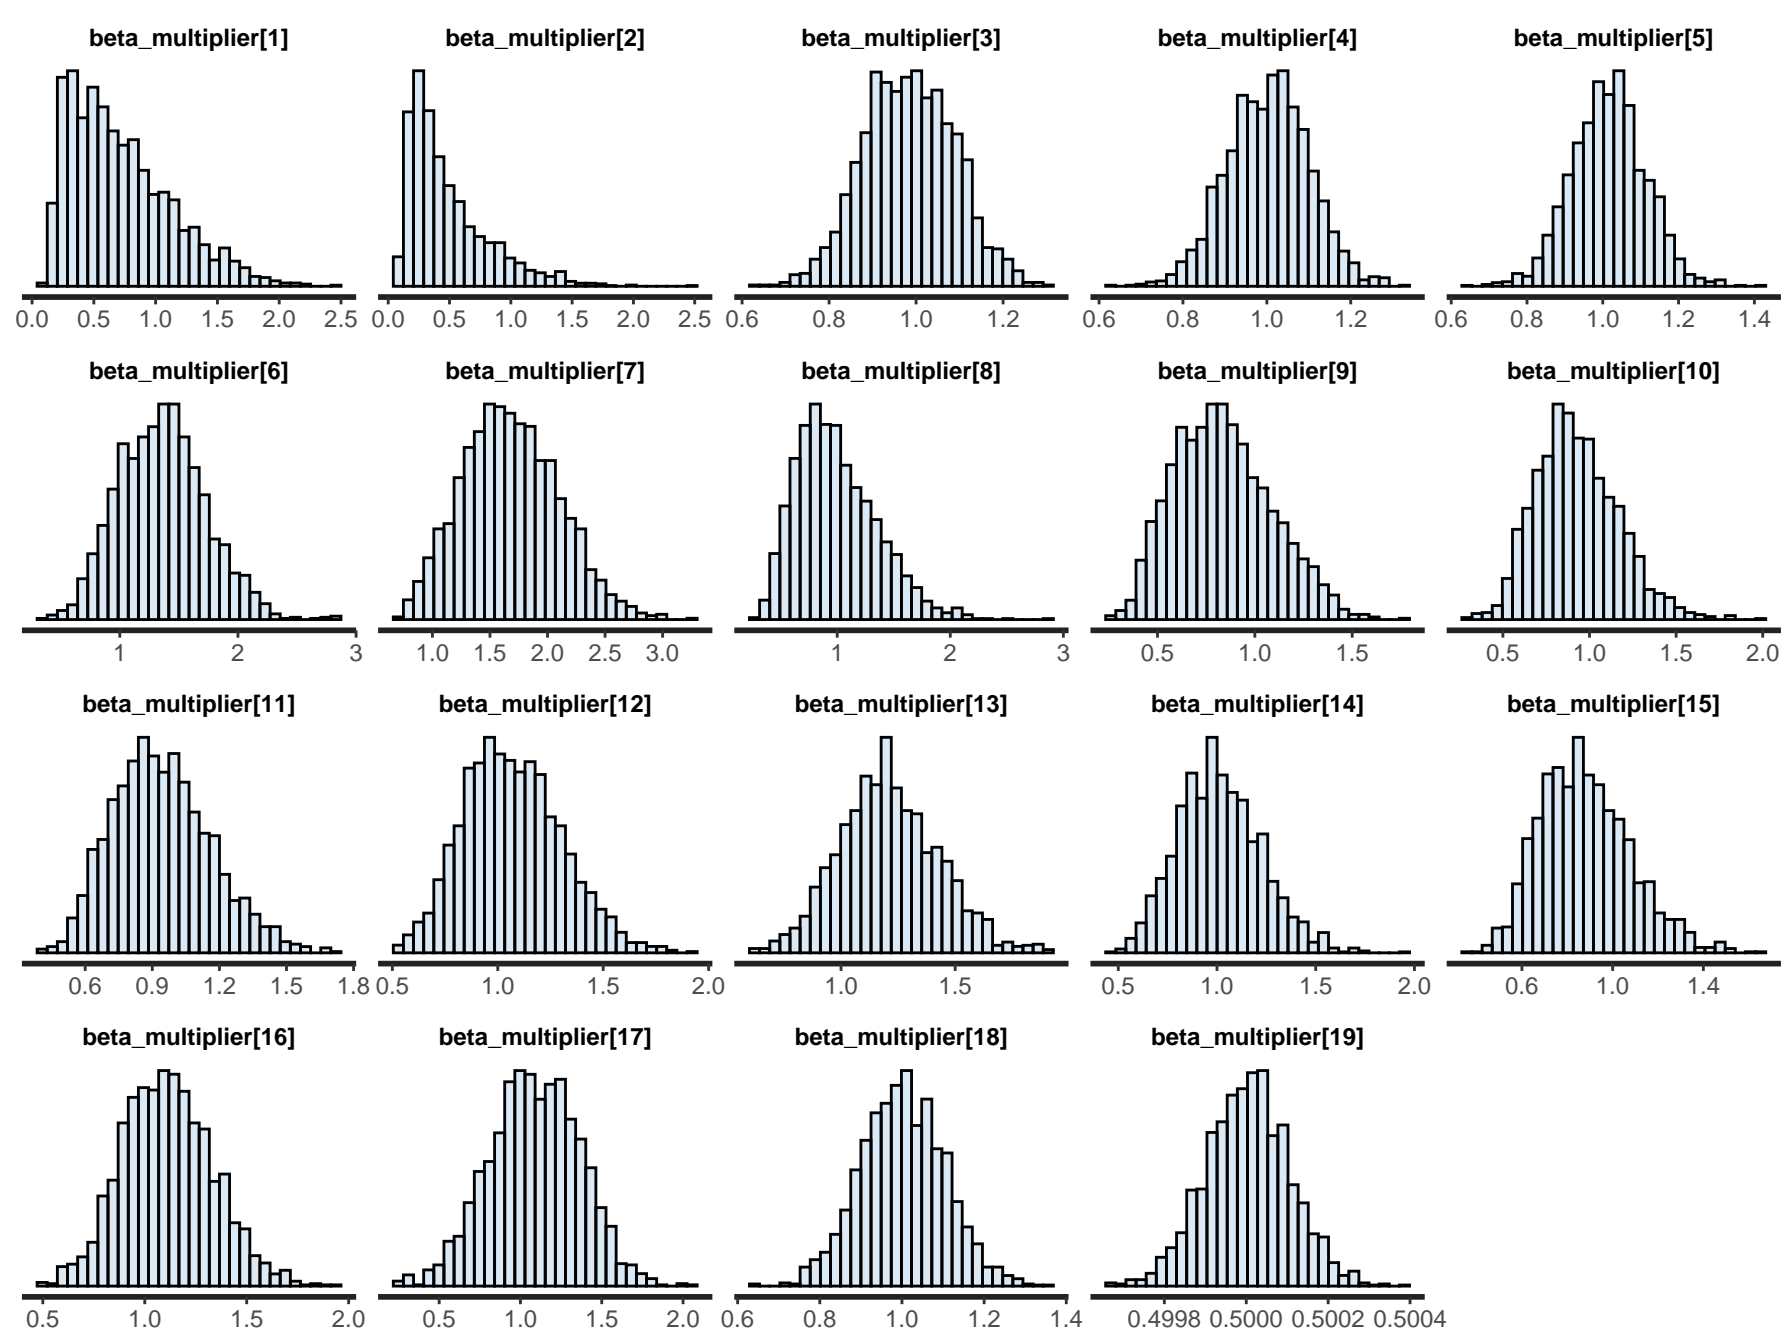 beta_multiplier[1] beta_multiplier[2] beta_multiplier[3] beta_multiplier[4] beta_multiplier[5]
0.0 0.5 1.0 1.5 2.0 2.5 0.0 0.5 1.0 1.5 2.0 2.5 0.6 0.8 1.0 1.2 0.6 0.8 1.0 1.2 0.6 0.8 1.0 1.2 1.4
beta_multiplier[6] beta_multiplier[7] beta_multiplier[8] beta_multiplier[9] beta_multiplier[10]
1 2 3 1.0 1.5 2.0 2.5 3.0 1 2 3 0.5 1.0 1.5 0.5 1.0 1.5 2.0
beta_multiplier[11] beta_multiplier[12] beta_multiplier[13] beta_multiplier[14] beta_multiplier[15]
0.6 0.9 1.2 1.5 1.8 0.5 1.0 1.5 2.0 1.0 1.5 0.5 1.0 1.5 2.0 0.6 1.0 1.4
beta_multiplier[16] beta_multiplier[17] beta_multiplier[18] beta_multiplier[19]
0.5 1.0 1.5 2.0 0.5 1.0 1.5 2.0 0.6 0.8 1.0 1.2 1.4 0.4998 0.5000 0.5002 0.5004